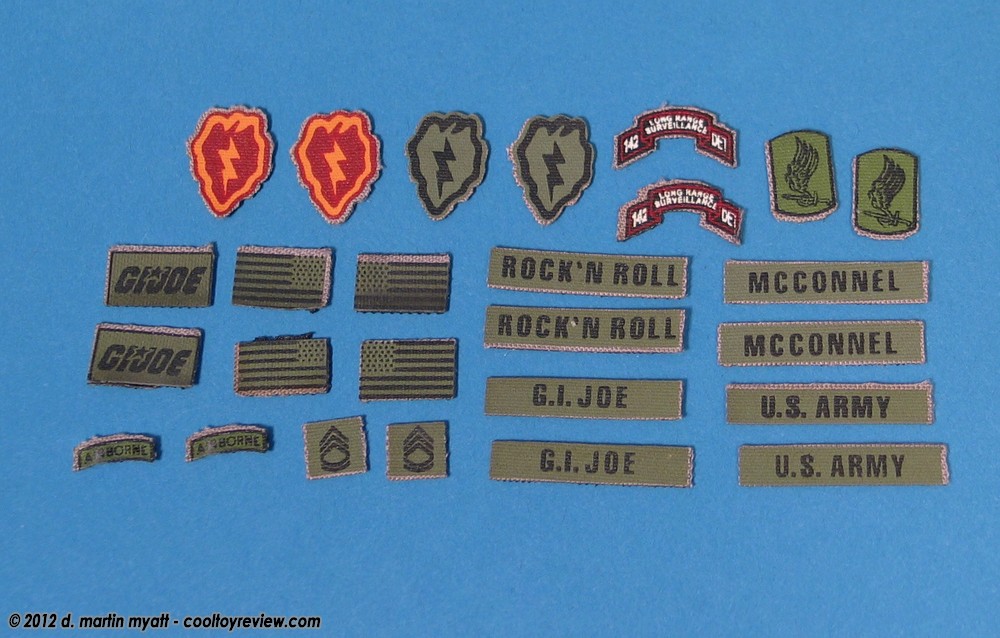 LONG RANGE
SURVEILLANCE
142 DET
LONG RANGE
SURVEILLANCE
142 DET
GI JOE
ROCK'N ROLL
MCCONNEL
GI JOE
ROCK'N ROLL
MCCONNEL
G.I. JOE
U.S. ARMY
AIRBORNE
AIRBORNE
G.I. JOE
U.S. ARMY
© 2012 d. martin myatt - cooltoyreview.com